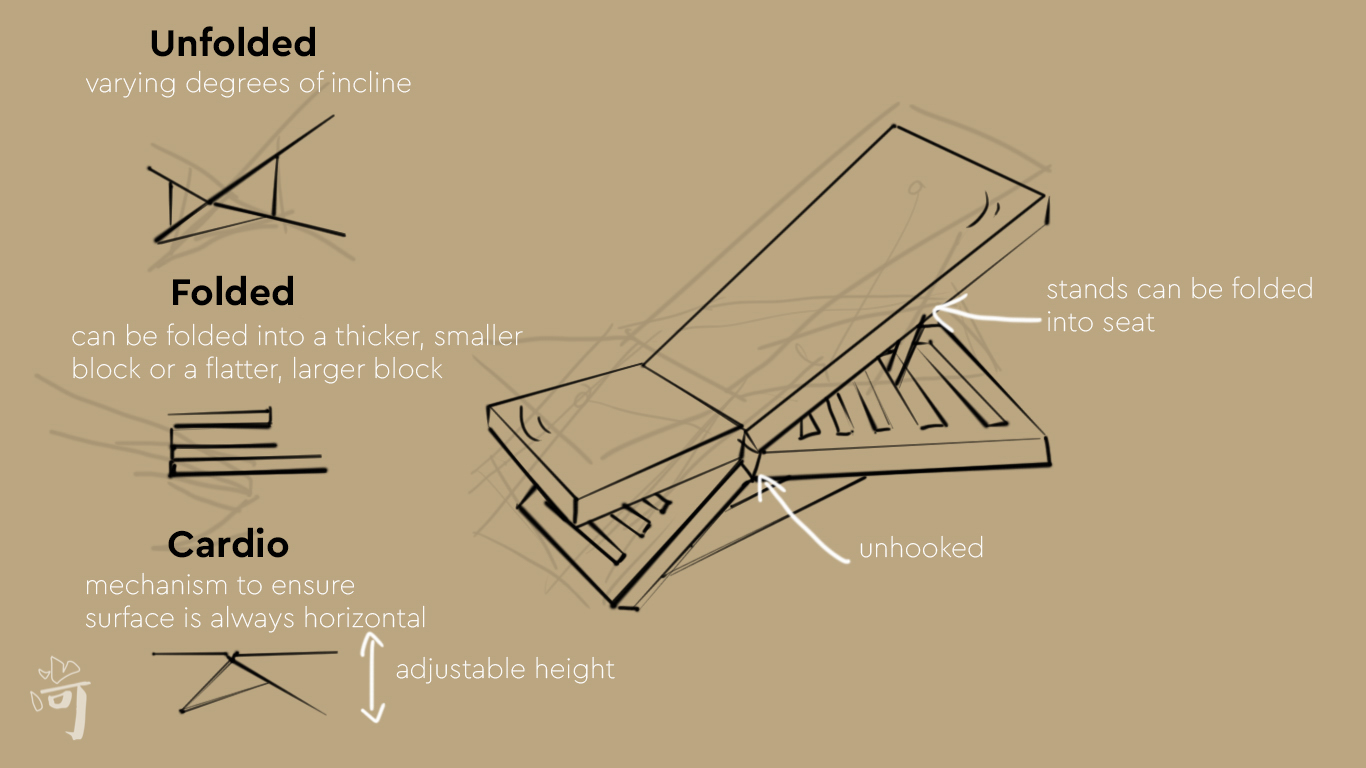 Unfolded
varying degrees of incline
Folded
can be folded into a thicker, smaller
block or a flatter, larger block
stands can be folded
into seat
unhooked
Cardio
mechanism to ensure
surface is always horizontal
adjustable height